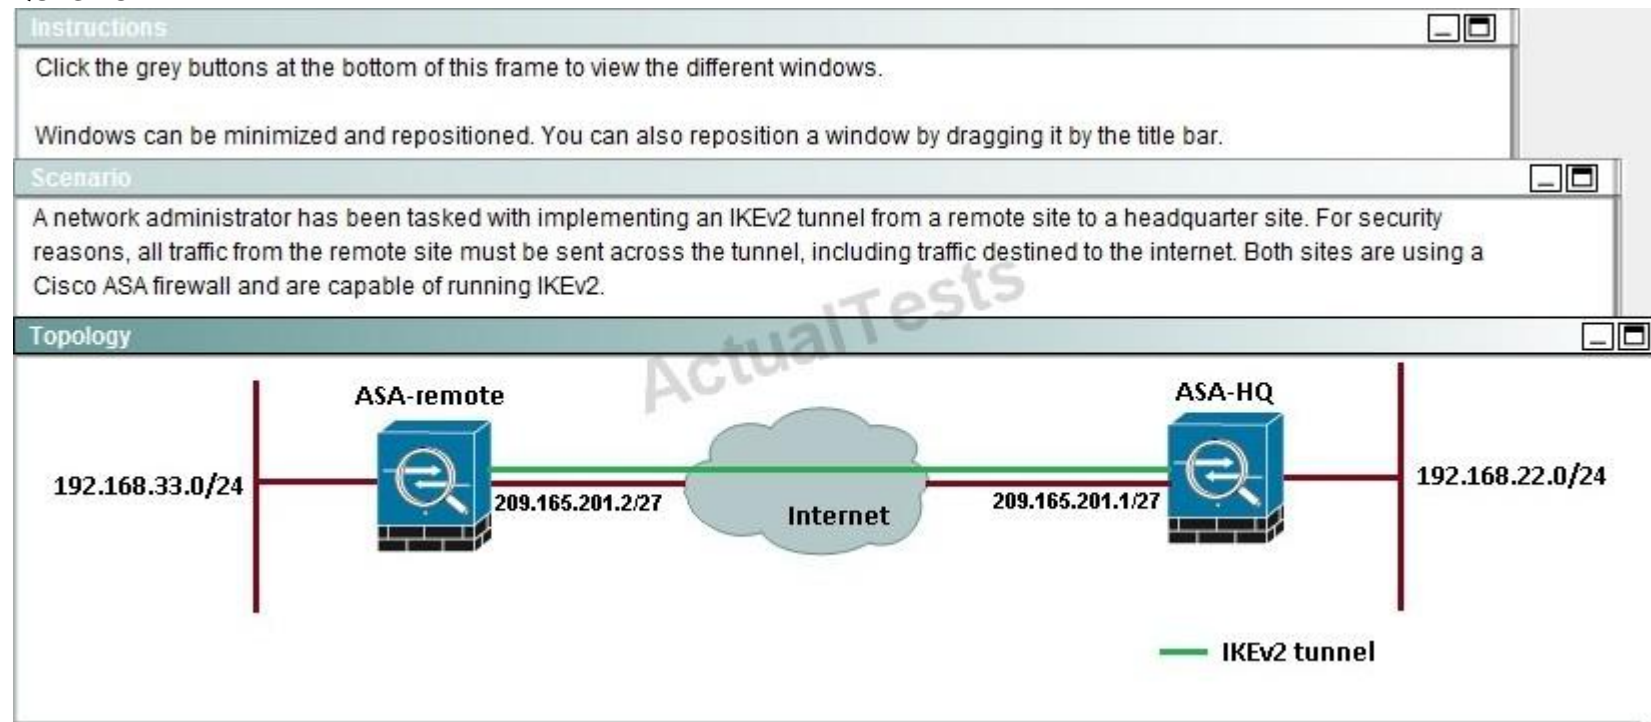 Instructions
Click the grey buttons at the bottom of this frame to view the different windows.
Windows can be minimized and repositioned. You can also reposition a window by dragging it by the title bar.
Scenario
A network administrator has been tasked with implementing an IKEv2 tunnel from a remote site to a headquarter site. For security
reasons, all traffic from the remote site must be sent across the tunnel, including traffic destined to the internet. Both sites are using a
Cisco ASA firewall and are capable of running IKEv2.
ActualTests
Topology
ASA-remote
ASA-HQ
192.168.33.0/24
192.168.22.0/24
209.165.201.2/27
209.165.201.1/27
Internet
IKEv2 tunnel